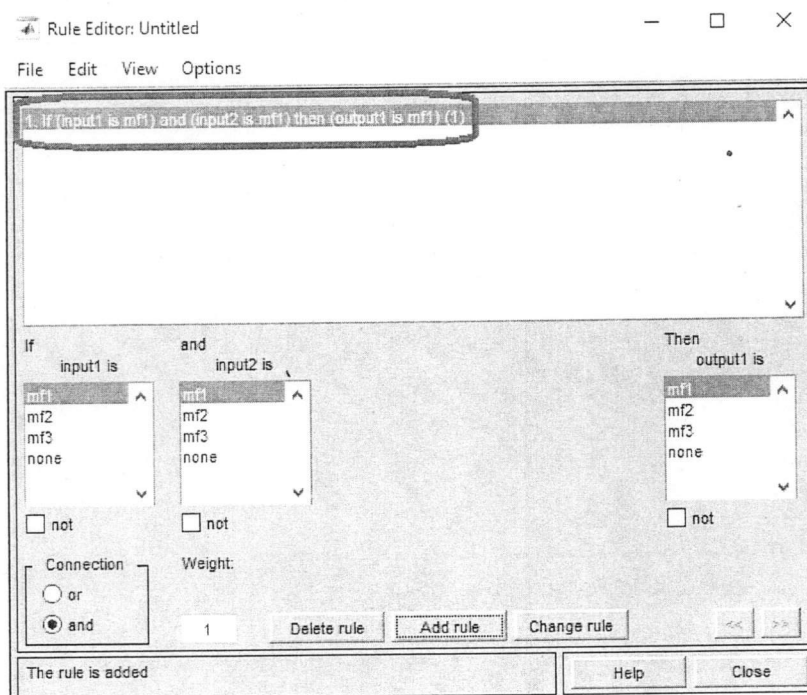 Rule Editor: Untitled
File Edit View Options
1. If (input1 is mf1) and (input2 is mf1) then (output1 is mf1) (1)
If
input1 is
mf1
mf2
mf3
none
not
and
input2 is
mf1
mf2
mf3
none
not
Then
output1 is
mf1
mf2
mf3
none
not
Connection
or
and
Weight:
1
Delete rule Add rule Change rule << >>
The rule is added
Help Close